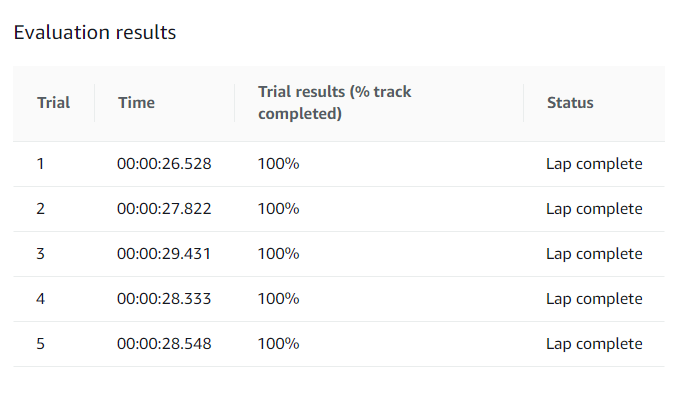 Evaluation results
Trial Time Trial results (% track completed) Status
1 00:00:26.528 100% Lap complete
2 00:00:27.822 100% Lap complete
3 00:00:29.431 100% Lap complete
4 00:00:28.333 100% Lap complete
5 00:00:28.548 100% Lap complete